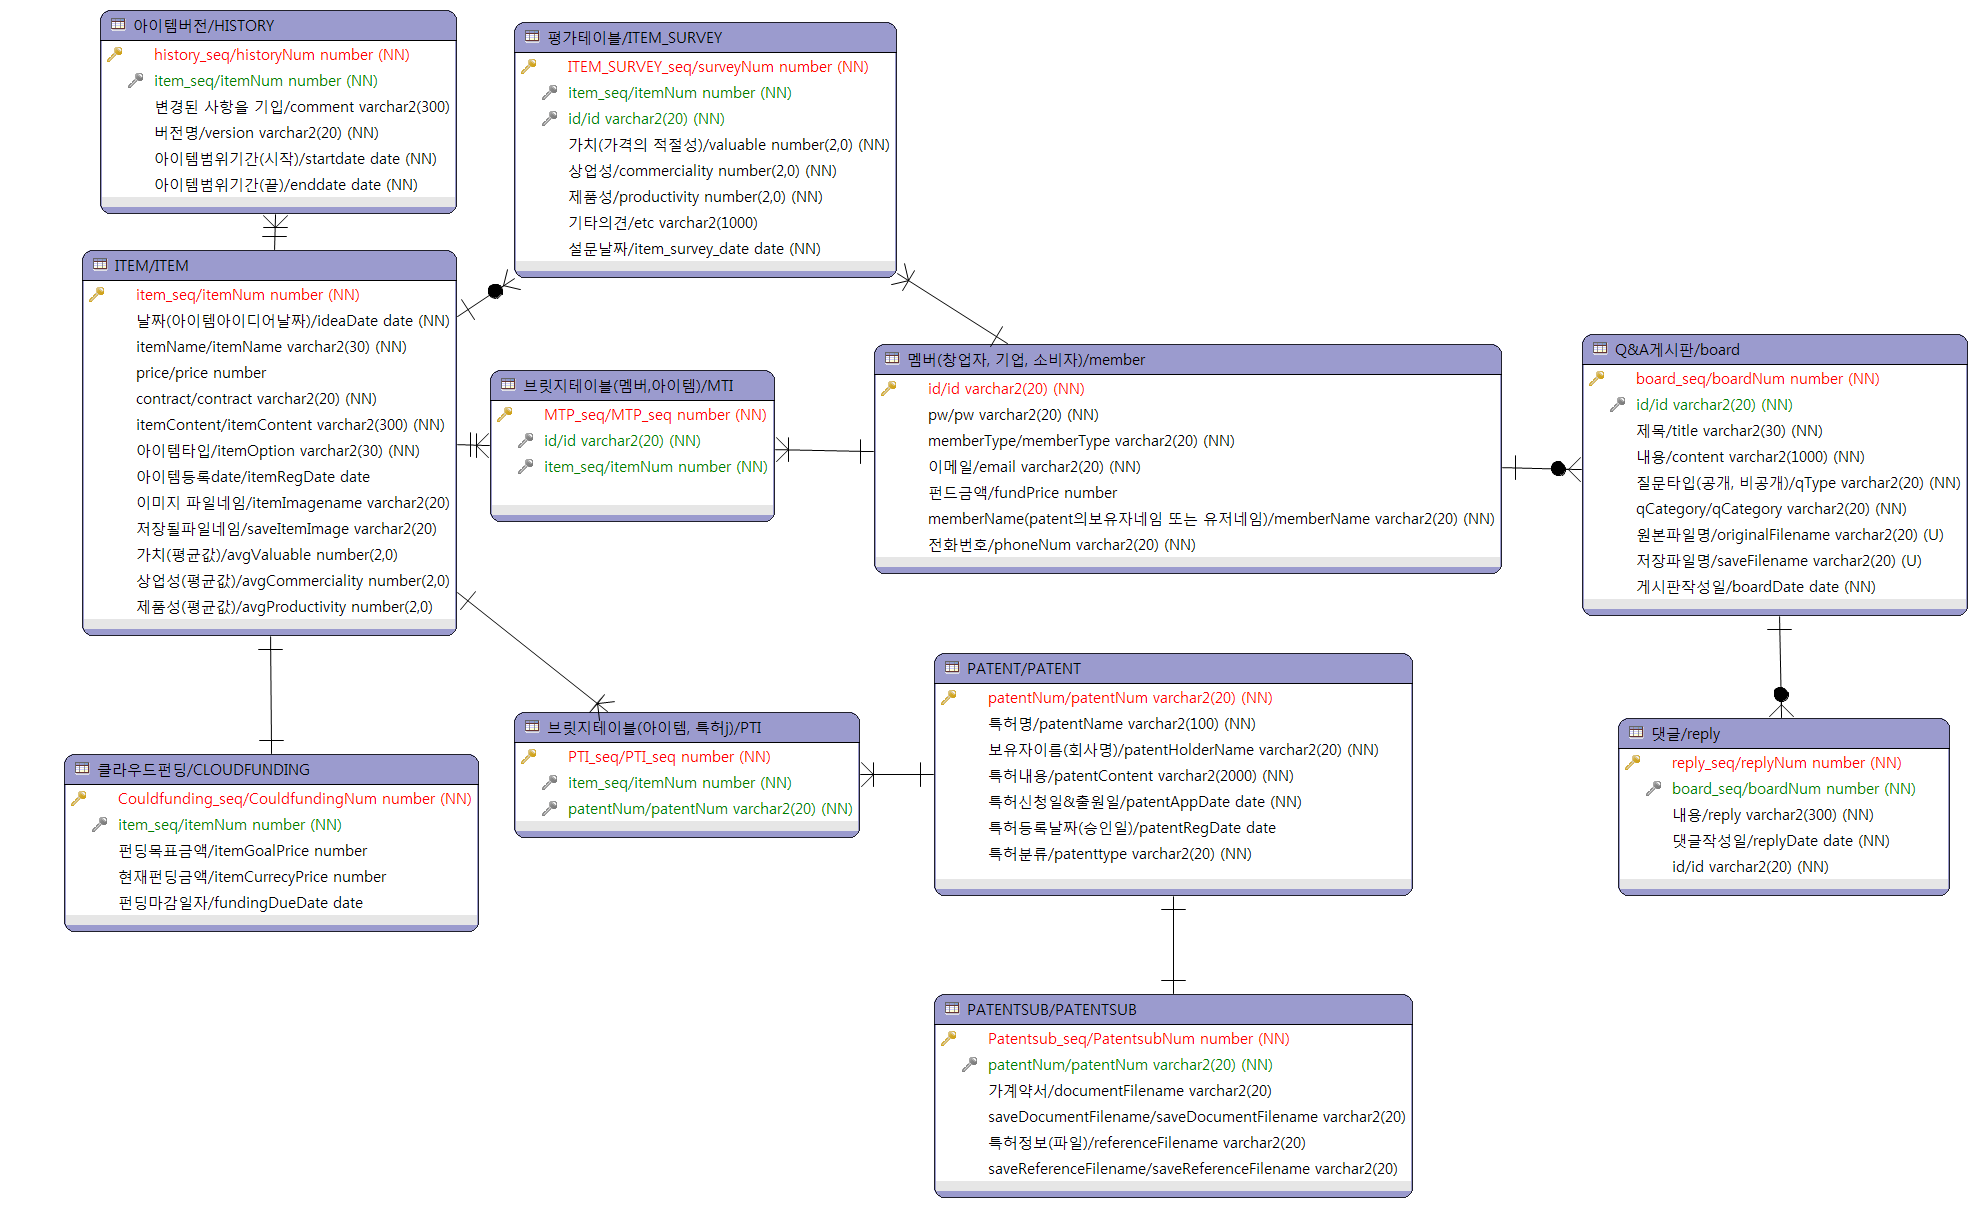 아이템버전/HISTORY
history_seq/historyNum number (NN)
item_seq/itemNum number (NN)
변경된 사항을 기입/comment varchar2(300)
버전명/version varchar2(20) (NN)
아이템범위기간(시작)/startdate date (NN)
아이템범위기간(끝)/enddate date (NN)
평가테이블/ITEM_SURVEY
ITEM_SURVEY_seq/surveyNum number (NN)
item_seq/itemNum number (NN)
id/id varchar2(20) (NN)
가치(가격의 적절성)/valuable number(2,0) (NN)
상업성/commerciality number(2,0) (NN)
제품성/productivity number(2,0) (NN)
기타의견/etc varchar2(1000)
설문날짜/item_survey_date date (NN)
ITEM/ITEM
item_seq/itemNum number (NN)
날짜(아이템아이디어날짜)/ideaDate date (NN)
itemName/itemName varchar2(30) (NN)
price/price number
contract/contract varchar2(20) (NN)
itemContent/itemContent varchar2(300) (NN)
아이템타입/itemOption varchar2(30) (NN)
아이템등록date/itemRegDate date
이미지 파일네임/itemImagename varchar2(20)
저장될파일네임/saveItemImage varchar2(20)
가치(평균값)/avgValuable number(2,0)
상업성(평균값)/avgCommerciality number(2,0)
제품성(평균값)/avgProductivity number(2,0)
브릿지테이블(멤버,아이템)/MTI
MTP_seq/MTP_seq number (NN)
id/id varchar2(20) (NN)
item_seq/itemNum number (NN)
멤버(창업자, 기업, 소비자)/member
id/id varchar2(20) (NN)
pw/pw varchar2(20) (NN)
memberType/memberType varchar2(20) (NN)
이메일/email varchar2(20) (NN)
펀드금액/fundPrice number
memberName(patent의보유자네임 또는 유저네임)/memberName varchar2(20) (NN)
전화번호/phoneNum varchar2(20) (NN)
Q&A게시판/board
board_seq/boardNum number (NN)
id/id varchar2(20) (NN)
제목/title varchar2(30) (NN)
내용/content varchar2(1000) (NN)
질문타입(공개, 비공개)/qType varchar2(20) (NN)
qCategory/qCategory varchar2(20) (NN)
원본파일명/originalFilename varchar2(20) (U)
저장파일명/saveFilename varchar2(20) (U)
게시판작성일/boardDate date (NN)
클라우드펀딩/CLOUDFUNDING
Couldfunding_seq/CouldfundingNum number (NN)
item_seq/itemNum number (NN)
펀딩목표금액/itemGoalPrice number
현재펀딩금액/itemCurrecyPrice number
펀딩마감일자/fundingDueDate date
브릿지테이블(아이템, 특허j)/PTI
PTI_seq/PTI_seq number (NN)
item_seq/itemNum number (NN)
patentNum/patentNum varchar2(20) (NN)
PATENT/PATENT
patentNum/patentNum varchar2(20) (NN)
특허명/patentName varchar2(100) (NN)
보유자이름(회사명)/patentHolderName varchar2(20) (NN)
특허내용/patentContent varchar2(2000) (NN)
특허신청일&출원일/patentAppDate date (NN)
특허등록날짜(승인일)/patentRegDate date
특허분류/patenttype varchar2(20) (NN)
댓글/reply
reply_seq/replyNum number (NN)
board_seq/boardNum number (NN)
내용/reply varchar2(300) (NN)
댓글작성일/replyDate date (NN)
id/id varchar2(20) (NN)
PATENTSUB/PATENTSUB
Patentsub_seq/PatentsubNum number (NN)
patentNum/patentNum varchar2(20) (NN)
가계약서/documentFilename varchar2(20)
saveDocumentFilename/saveDocumentFilename varchar2(20)
특허정보(파일)/referenceFilename varchar2(20)
saveReferenceFilename/saveReferenceFilename varchar2(20)